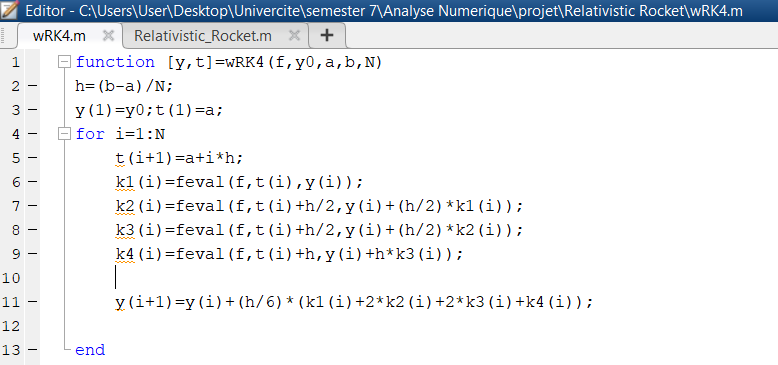 Editor - C:\Users\User\Desktop\Univercite\semester 7\Analyse Numerique\projet\Relativistic Rocket\wRK4.m
wRK4.m Relativistic_Rocket.m +
1 function [y,t]=wRK4(f,y0,a,b,N)
2 - h=(b-a)/N;
3 - y(1)=y0;t(1)=a;
4 - for i=1:N
5 - t(i+1)=a+i*h;
6 - k1(i)=feval(f,t(i),y(i));
7 - k2(i)=feval(f,t(i)+h/2,y(i)+(h/2)*k1(i));
8 - k3(i)=feval(f,t(i)+h/2,y(i)+(h/2)*k2(i));
9 - k4(i)=feval(f,t(i)+h,y(i)+h*k3(i));
10
11 - y(i+1)=y(i)+(h/6)*(k1(i)+2*k2(i)+2*k3(i)+k4(i));
12
13 - end